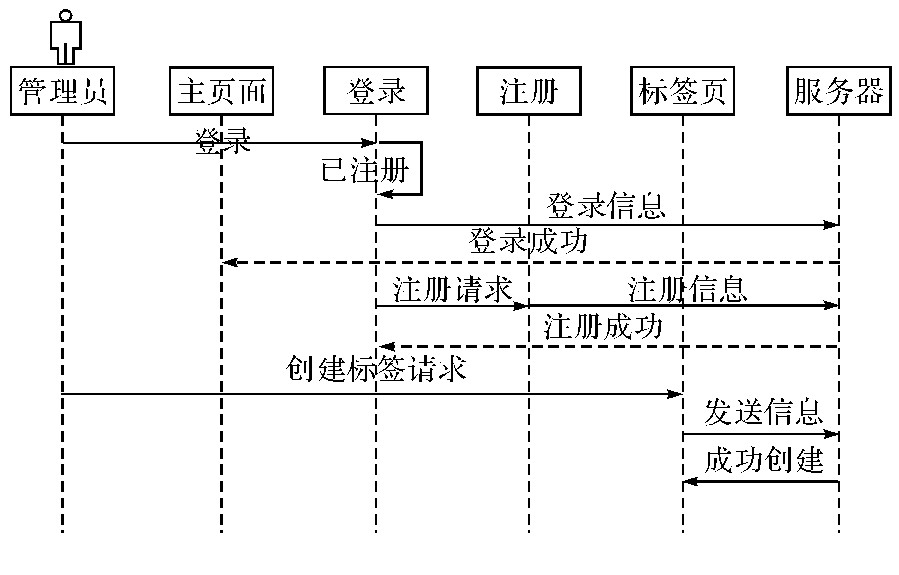 管理员 主页面 登录 注册 标签页 服务器
登录
已注册
登录信息
登录成功
注册请求 注册信息
注册成功
创建标签请求
发送信息
成功创建